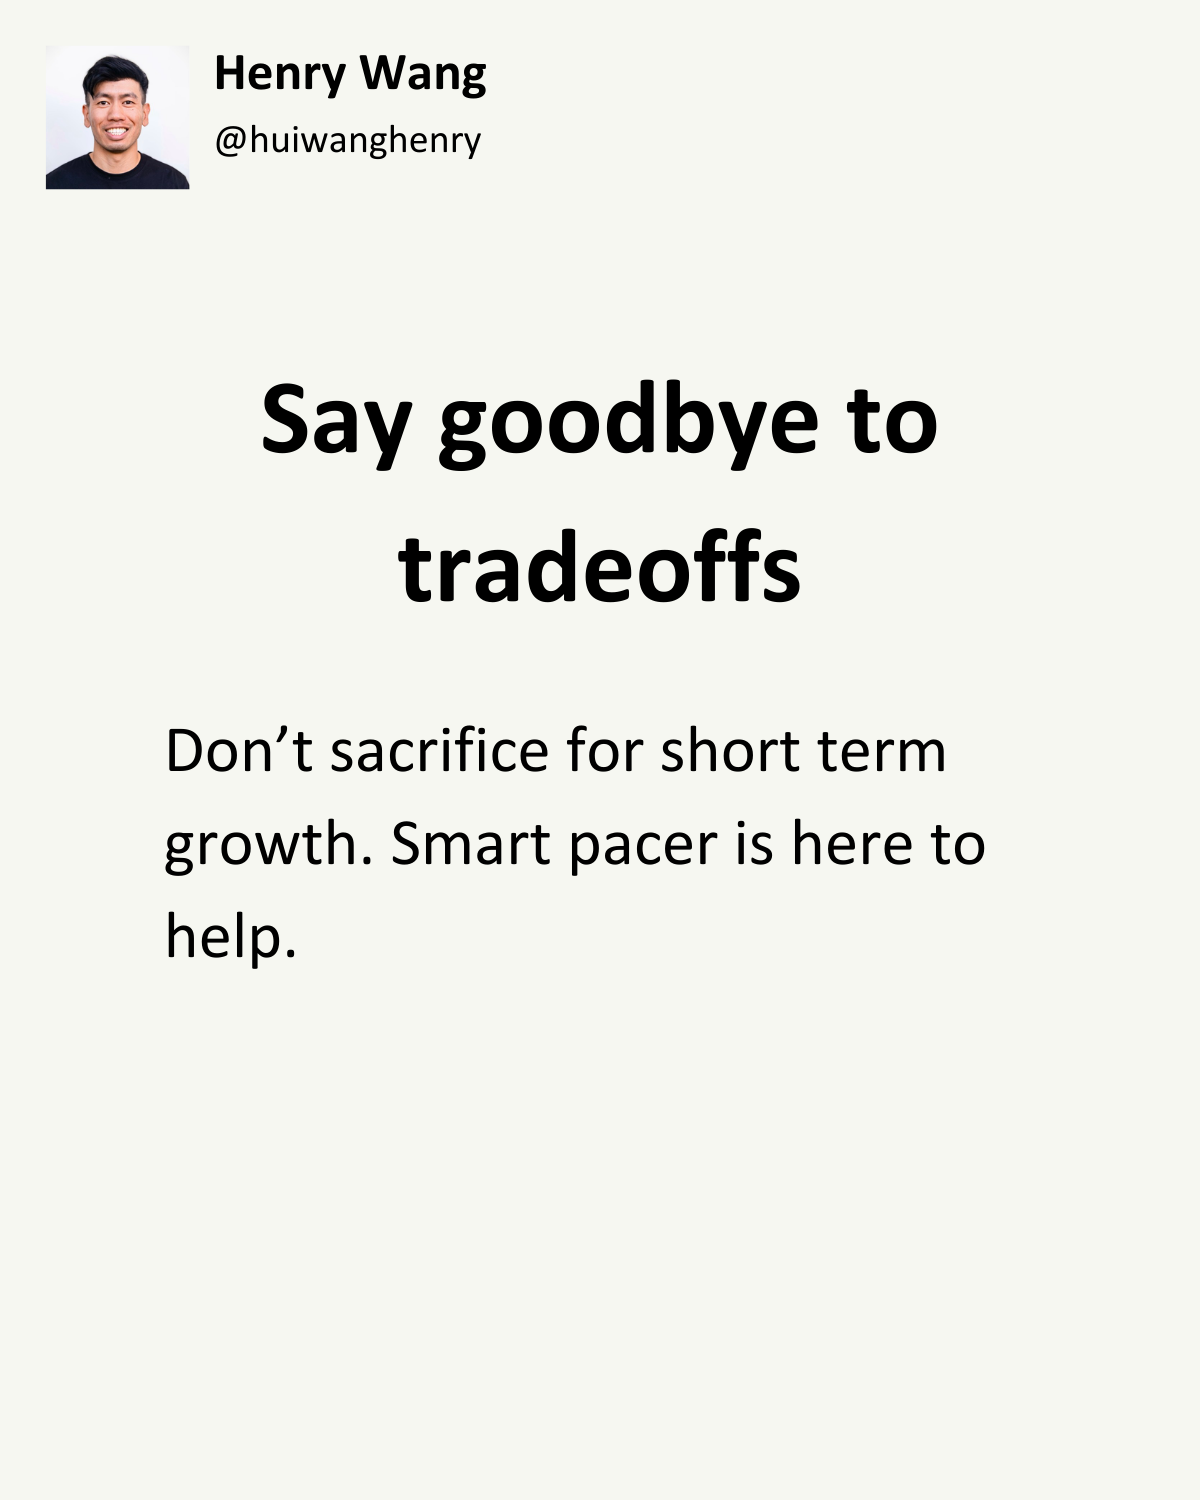 Henry Wang
@huiwanghenry
Say goodbye to
tradeoffs
Don’t sacrifice for short term
growth. Smart pacer is here to
help.